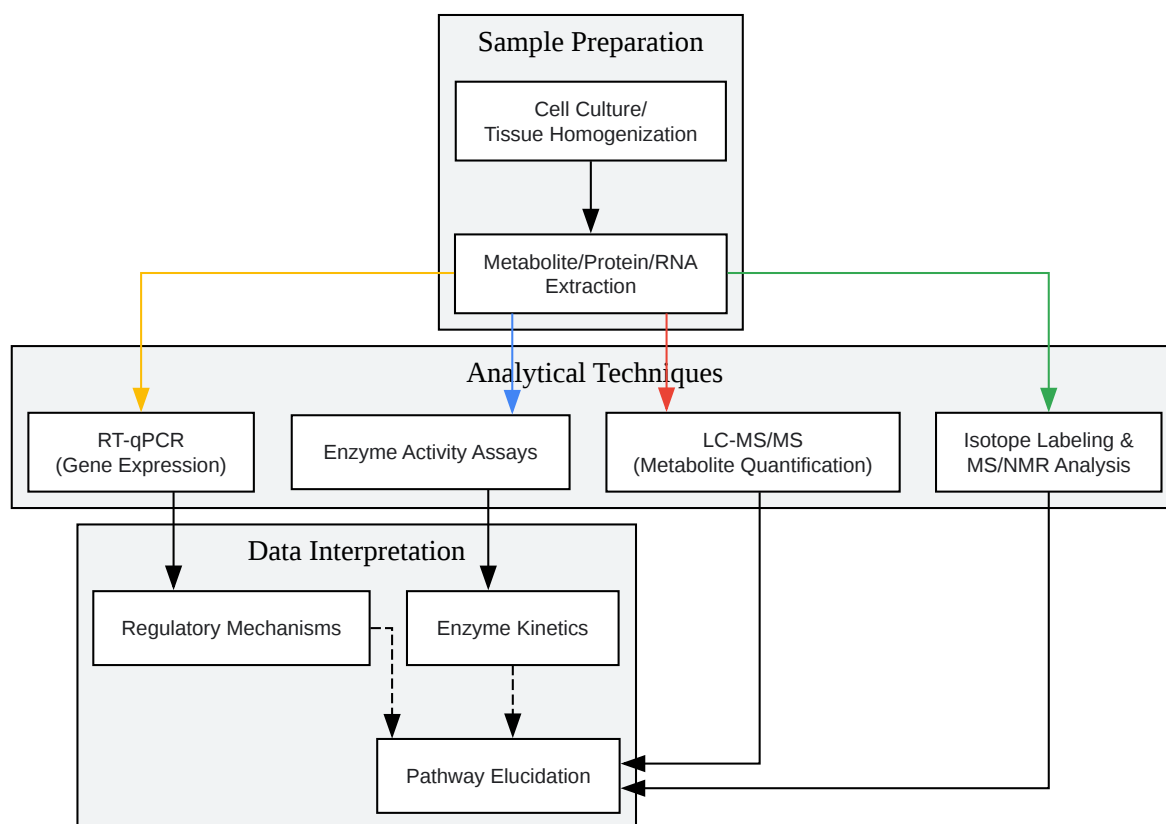 Sample Preparation
Cell Culture/
Tissue Homogenization
Metabolite/Protein/RNA
Extraction
Analytical Techniques
RT-qPCR
(Gene Expression)
Enzyme Activity Assays
LC-MS/MS
(Metabolite Quantification)
Isotope Labeling &
MS/NMR Analysis
Data Interpretation
Regulatory Mechanisms
Enzyme Kinetics
Pathway Elucidation